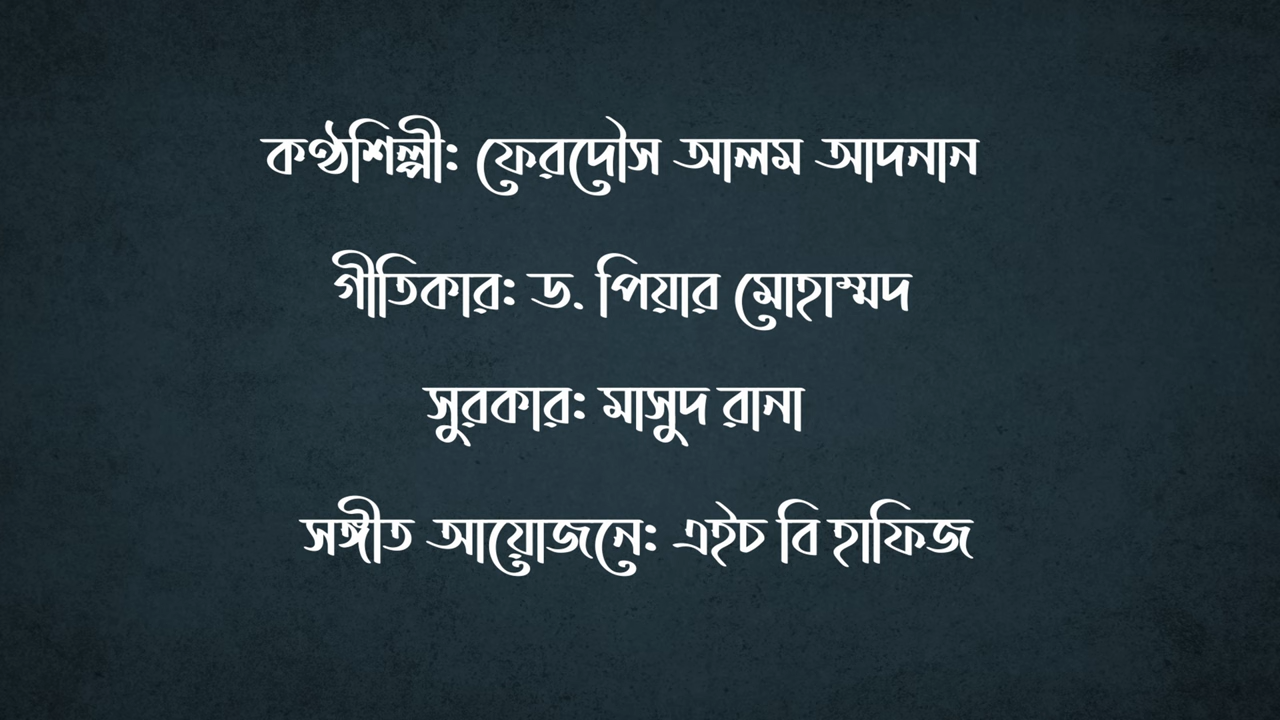 কণ্ঠশিল্পী: ফেরদৌস আলম আদনান
গীতিকার: ড. পিয়ার মোহাম্মদ
সুরকার: মাসুদ রানা
সঙ্গীত আয়োজনে: এইচ বি হাফিজ